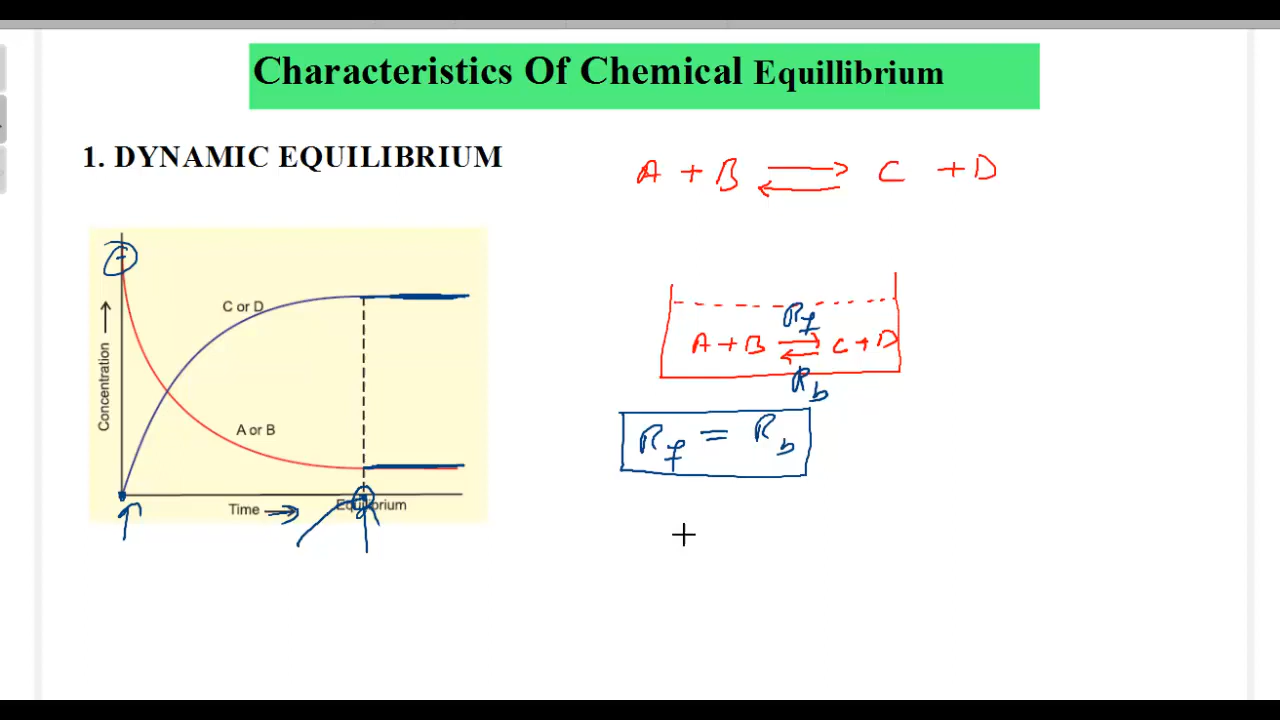 Characteristics Of Chemical Equillibrium
1. DYNAMIC EQUILIBRIUM
A + B ⇌ C + D
C or D
Concentration
A or B
Time
Equilibrium
Rf
A + B ⇌ C + D
Rb
Rf = Rb